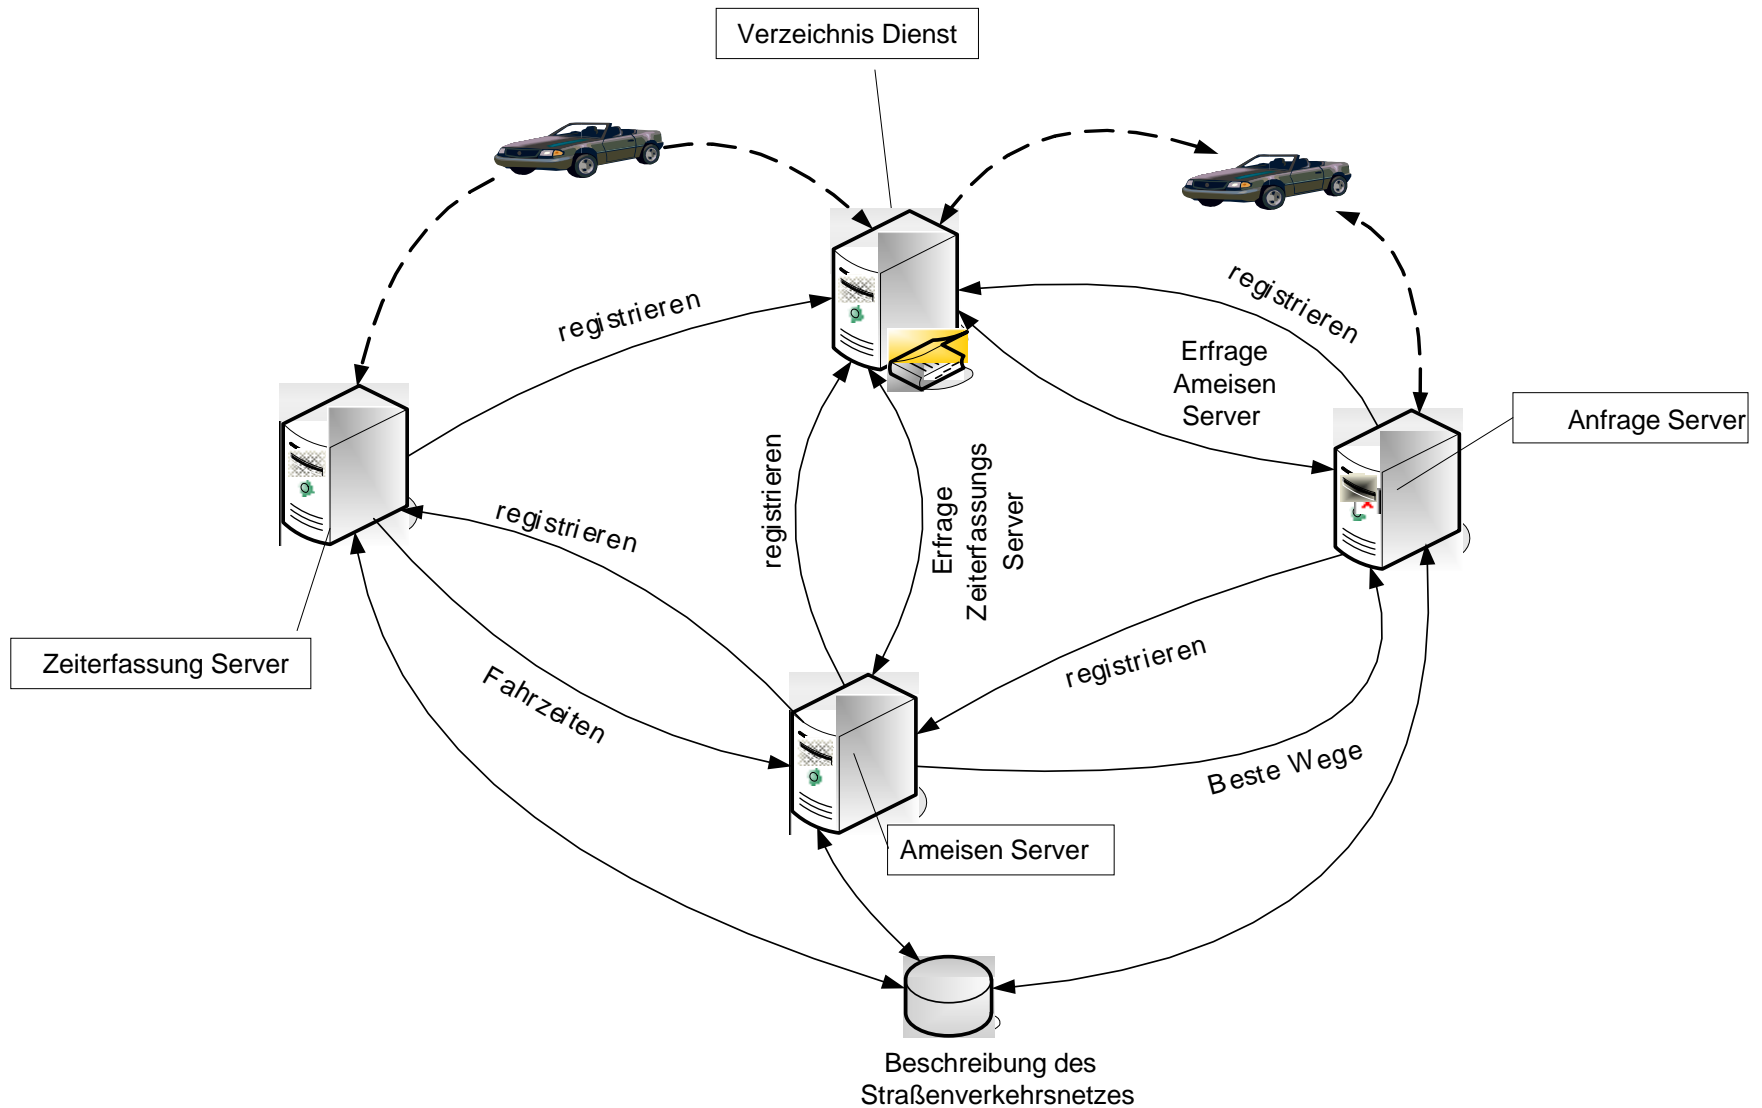 Verzeichnis Dienst
registrieren
registrieren
Erfrage
Ameisen
Server
Anfrage Server
registrieren
registrieren
Erfrage
Zeiterfassungs
Server
Zeiterfassung Server
Fahrzeiten
registrieren
Beste Wege
Ameisen Server
Beschreibung des
Straßenverkehrsnetzes